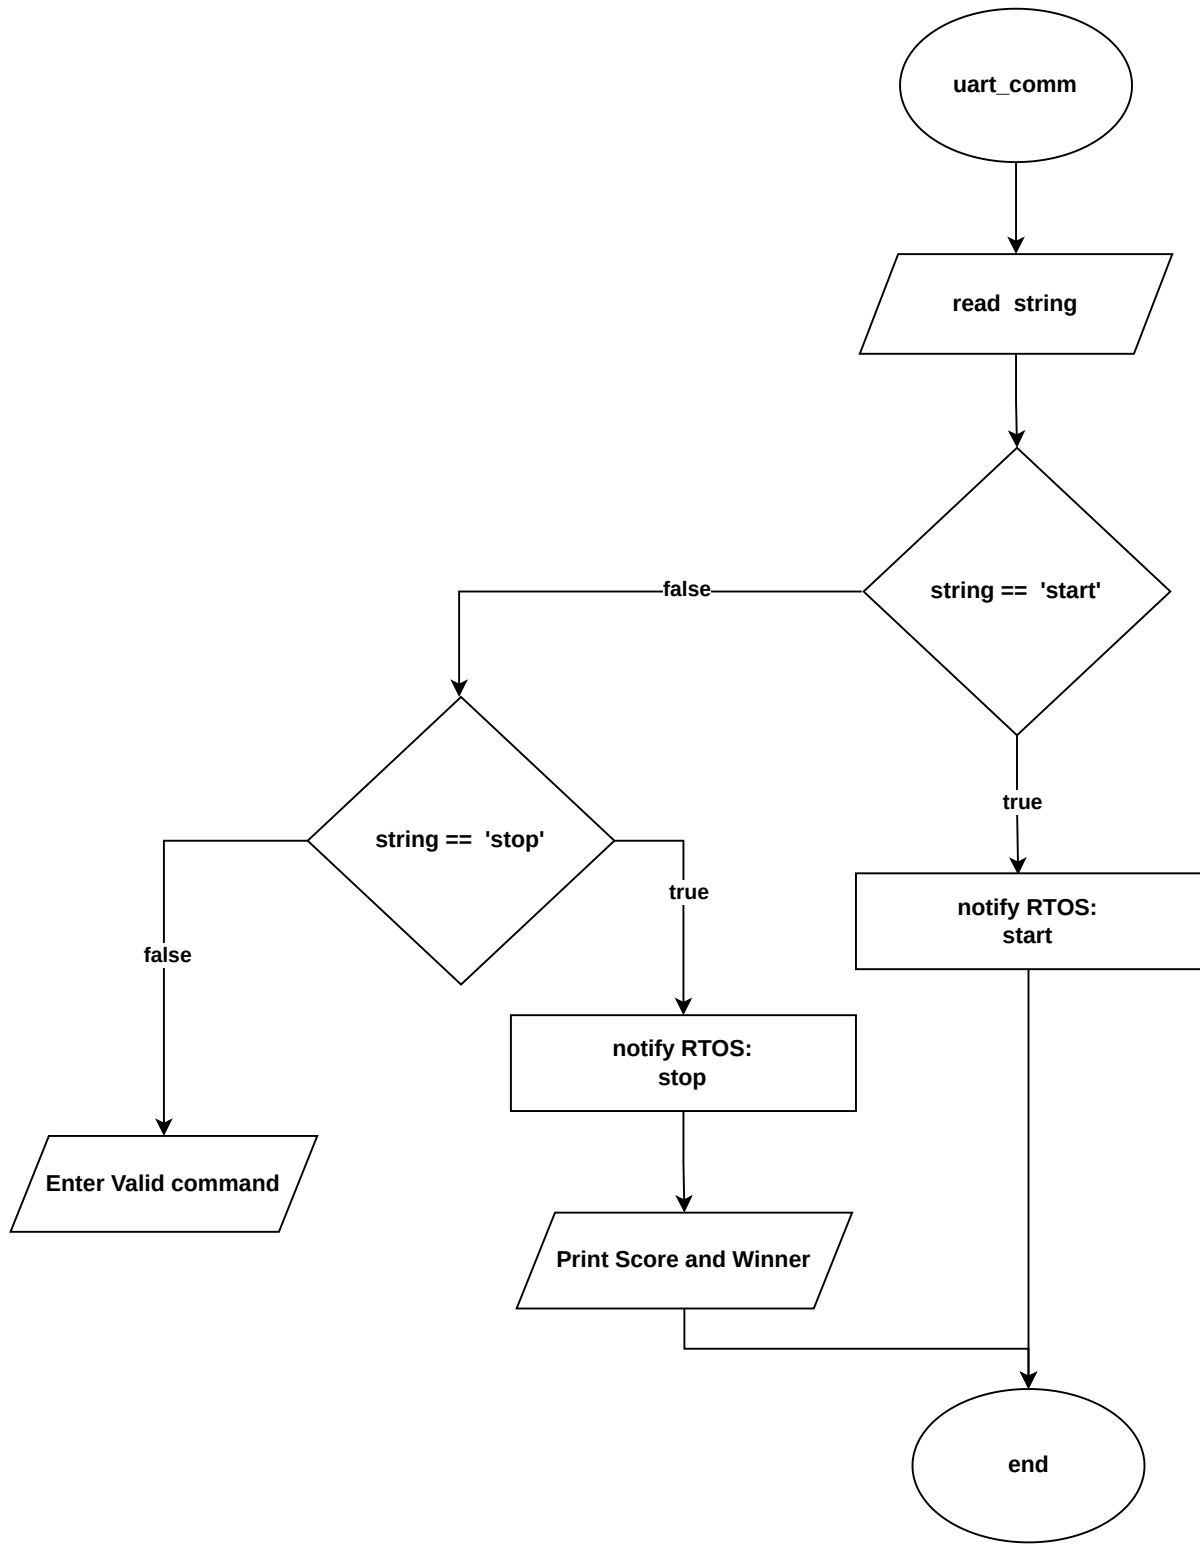 uart_comm
read  string
string ==  'start'
false
true
string ==  'stop'
true
false
notify RTOS:
start
notify RTOS:
stop
Enter Valid command
Print Score and Winner
end